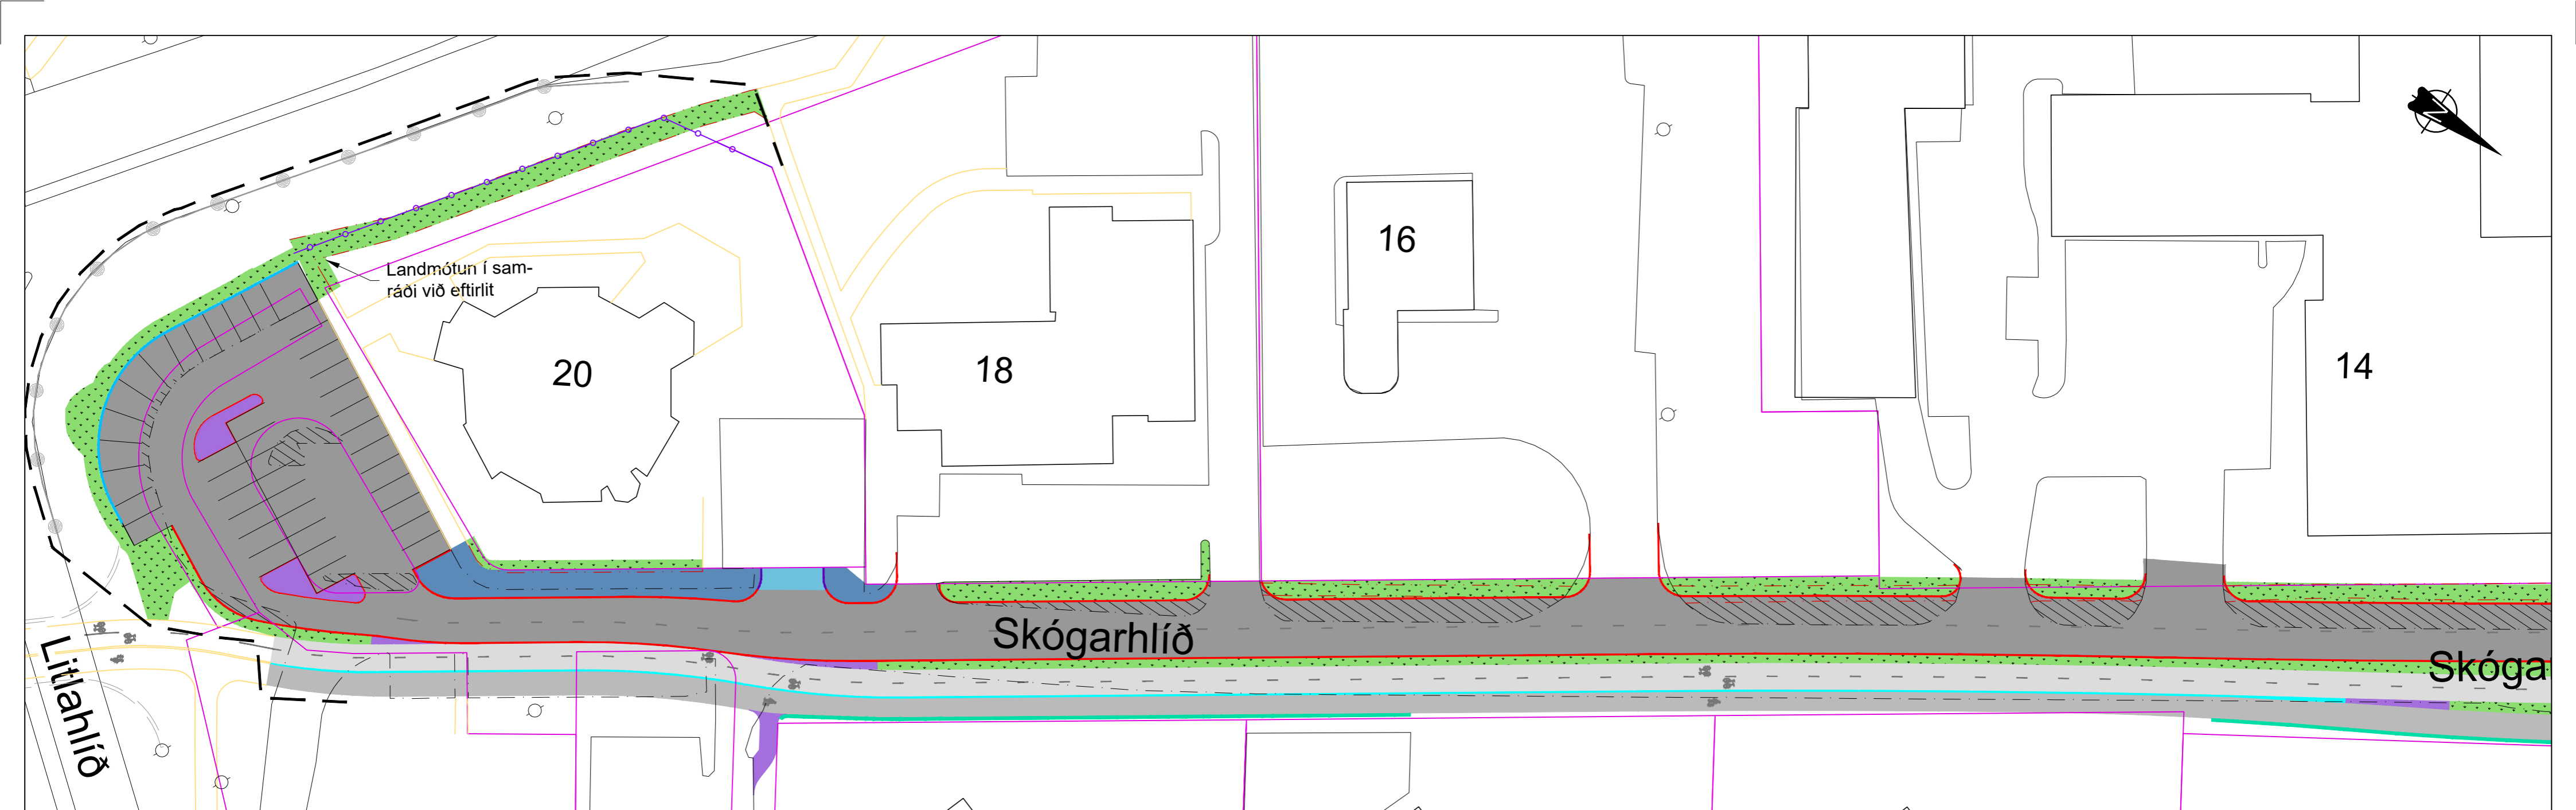 16
N
Landmótun í sam-
ráði við eftirlit
20
18
14
Skógarhlíð
Skóga
Litlahlíð